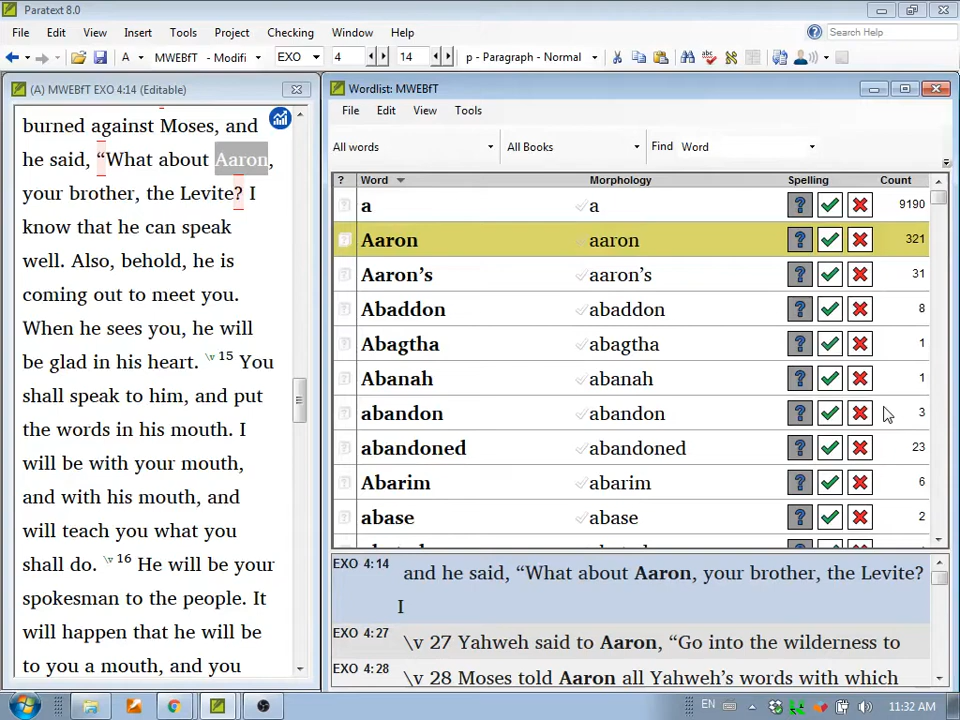 Paratext 8.0
File Edit View Insert Tools Project Checking Window Help
Search Help
A MWEBfT - Modifi EXO 4 14 p - Paragraph - Normal
(A) MWEBfT EXO 4:14 (Editable)
burned against Moses, and
he said, “What about Aaron,
your brother, the Levite? I
know that he can speak
well. Also, behold, he is
coming out to meet you.
When he sees you, he will
be glad in his heart. \v 15 You
shall speak to him, and put
the words in his mouth. I
will be with your mouth,
and with his mouth, and
will teach you what you
shall do. \v 16 He will be your
spokesman to the people. It
will happen that he will be
to you a mouth, and you
Wordlist: MWEBfT
File Edit View Tools
All words All Books Find Word
? Word Morphology Spelling Count
a a ? 9190
Aaron aaron ? 321
Aaron’s aaron’s ? 31
Abaddon abaddon ? 8
Abagtha abagtha ? 1
Abanah abanah ? 1
abandon abandon ? 3
abandoned abandoned ? 23
Abarim abarim ? 6
abase abase ? 2
EXO 4:14 and he said, “What about Aaron, your brother, the Levite?
I
EXO 4:27 \v 27 Yahweh said to Aaron, “Go into the wilderness to
EXO 4:28 \v 28 Moses told Aaron all Yahweh’s words with which
EN 11:32 AM